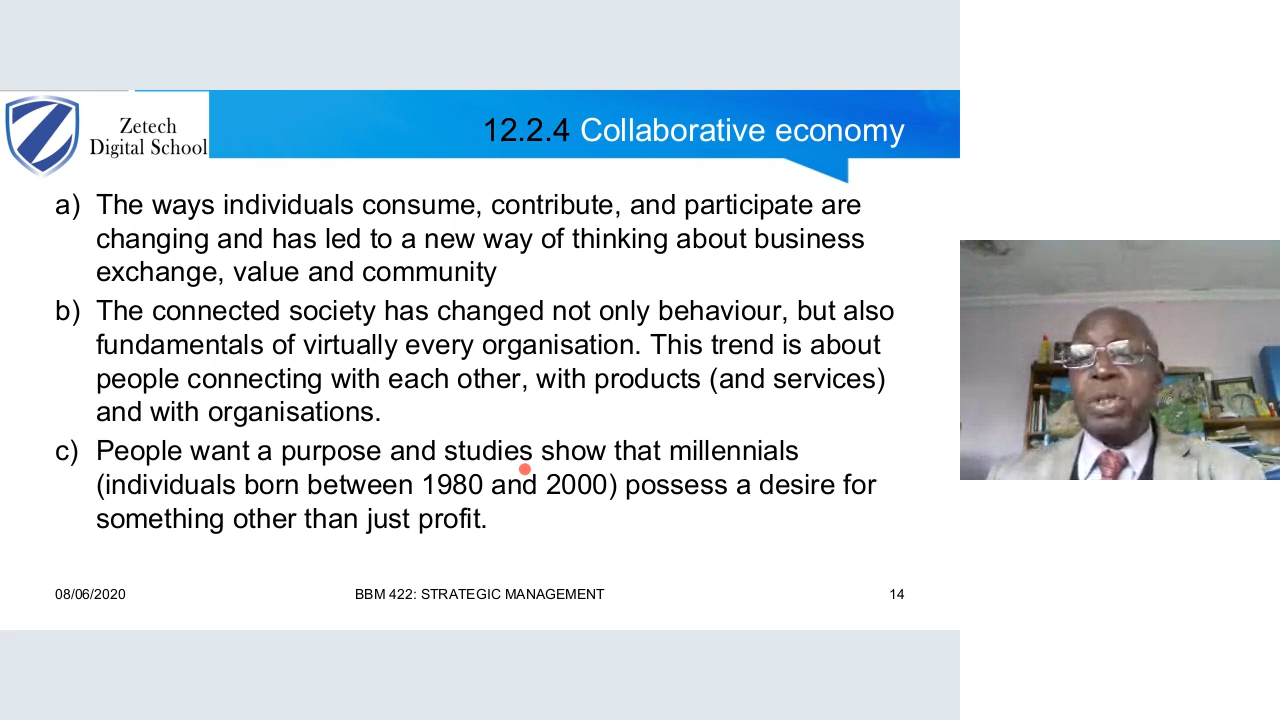 Zetech
Digital School
12.2.4 Collaborative economy
a) The ways individuals consume, contribute, and participate are
changing and has led to a new way of thinking about business
exchange, value and community
b) The connected society has changed not only behaviour, but also
fundamentals of virtually every organisation. This trend is about
people connecting with each other, with products (and services)
and with organisations.
c) People want a purpose and studies show that millennials
(individuals born between 1980 and 2000) possess a desire for
something other than just profit.
08/06/2020 BBM 422: STRATEGIC MANAGEMENT 14